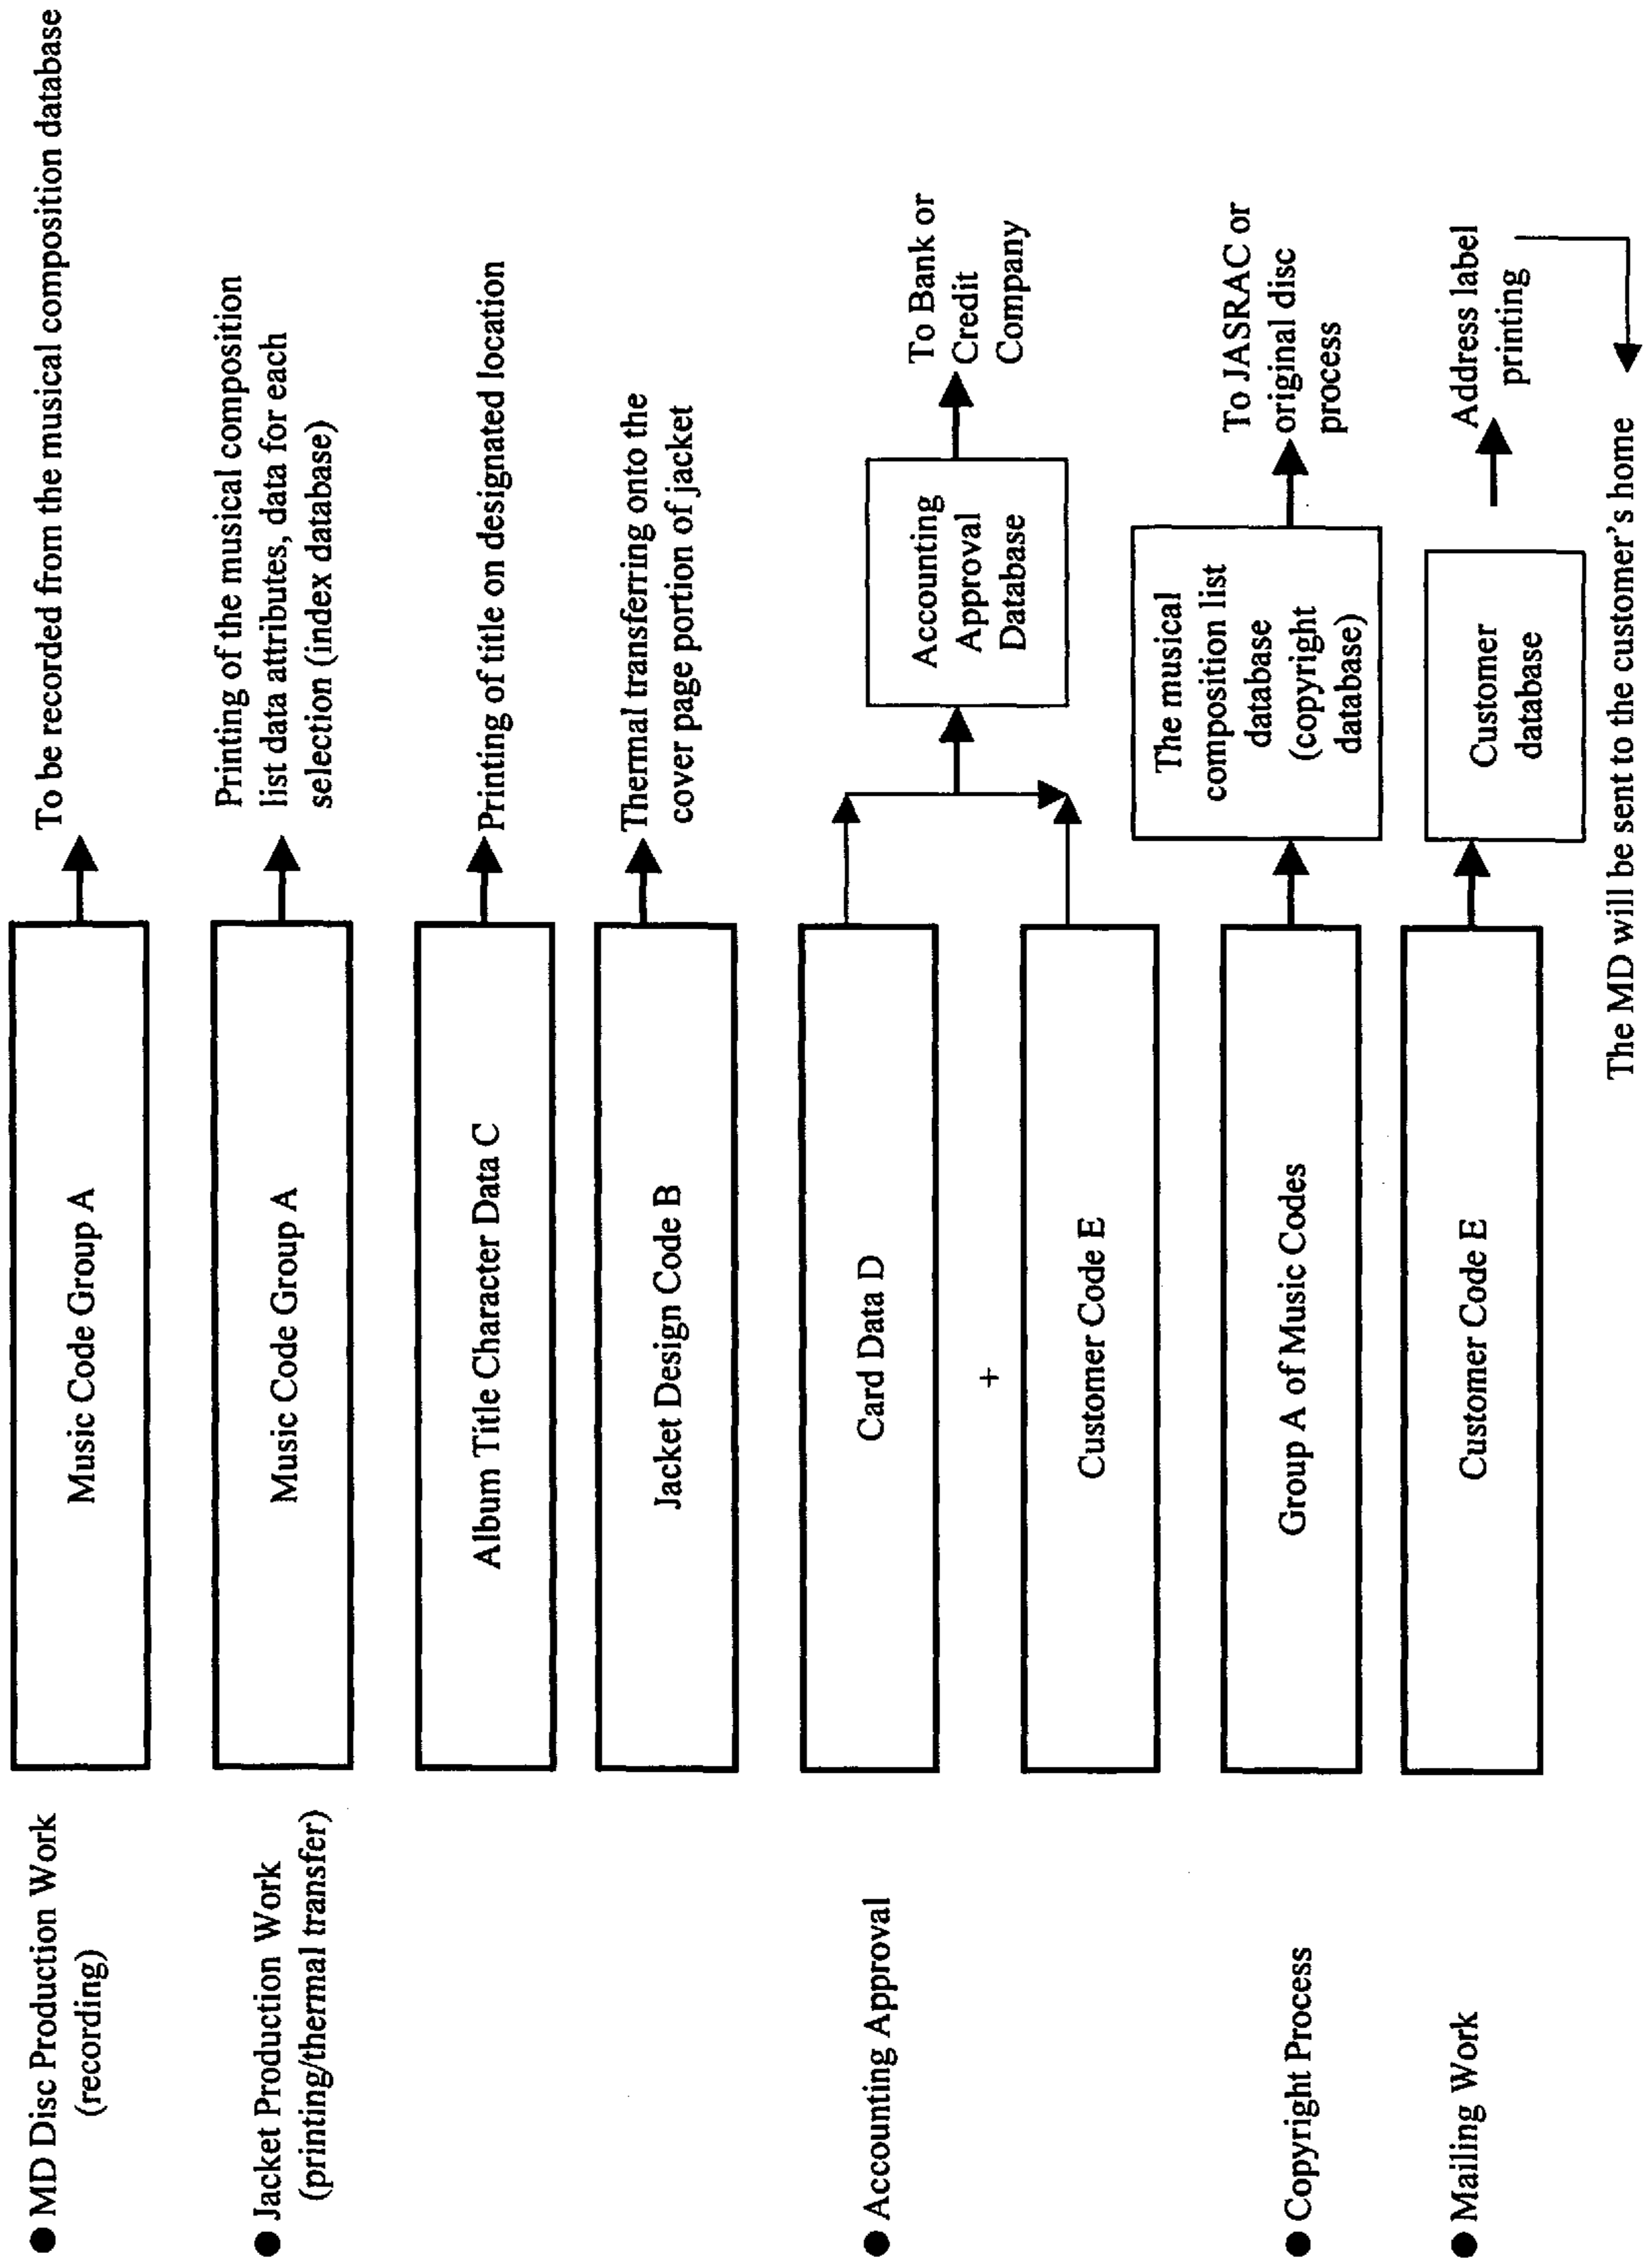 ● MD Disc Production Work
(recording)
Music Code Group A
To be recorded from the musical composition database
● Jacket Production Work
(printing/thermal transfer)
Music Code Group A
Printing of the musical composition
list data attributes, data for each
selection (index database)
Album Title Character Data C
Printing of title on designated location
Jacket Design Code B
Thermal transferring onto the
cover page portion of jacket
● Accounting Approval
Card Data D
+
Customer Code E
Accounting
Approval
Database
To Bank or
Credit
Company
● Copyright Process
Group A of Music Codes
The musical
composition list
database
(copyright
database)
To JASRAC or
original disc
process
● Mailing Work
Customer Code E
Customer
database
Address label
printing
The MD will be sent to the customer's home